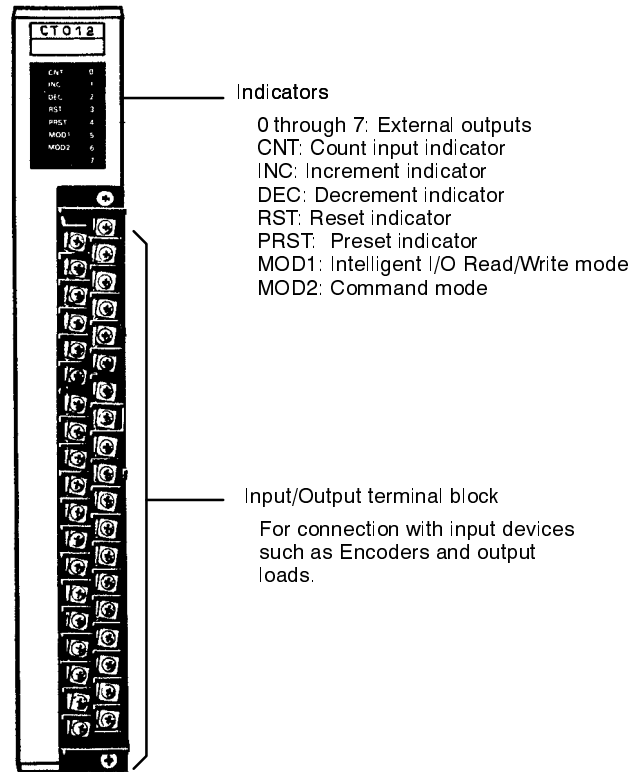 CT012
CNT 0
INC 1
DEC 2
RST 3
PRST 4
MOD1 5
MOD2 6
7
Indicators
0 through 7: External outputs
CNT: Count input indicator
INC: Increment indicator
DEC: Decrement indicator
RST: Reset indicator
PRST: Preset indicator
MOD1: Intelligent I/O Read/Write mode
MOD2: Command mode
Input/Output terminal block
For connection with input devices
such as Encoders and output
loads.